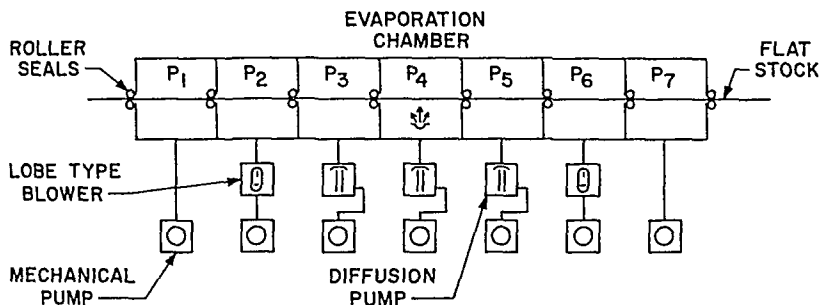 EVAPORATION
CHAMBER
ROLLER
SEALS
FLAT
STOCK
P1 P2 P3 P4 P5 P6 P7
LOBE TYPE
BLOWER
MECHANICAL
PUMP
DIFFUSION
PUMP